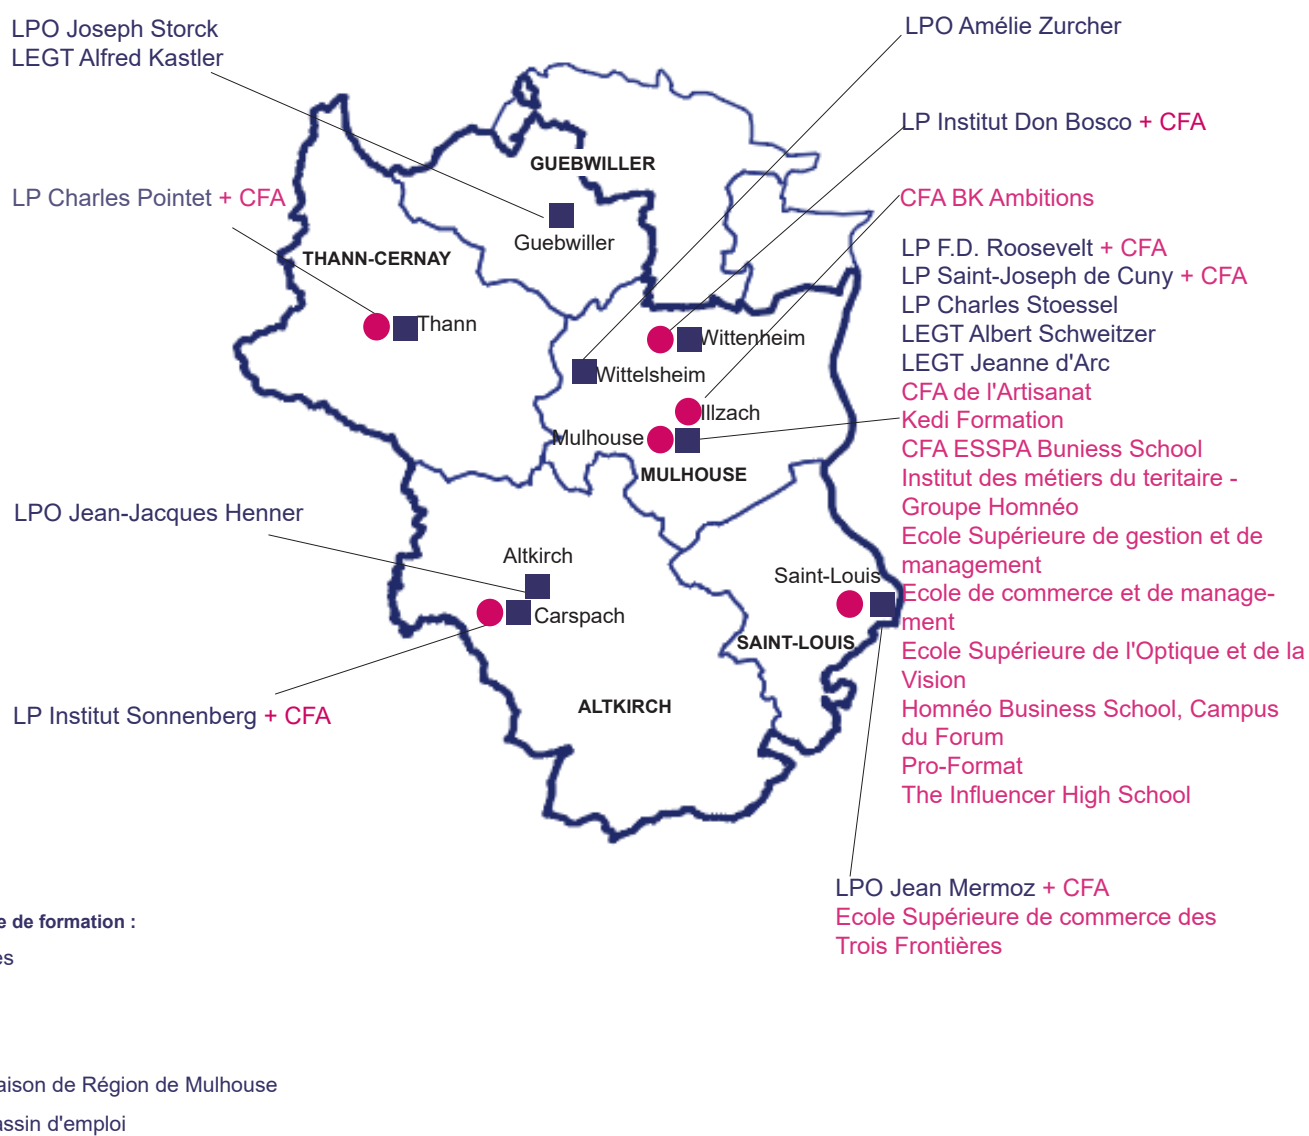 LPO Joseph Storck
LEGT Alfred Kastler
LPO Amélie Zurcher
LP Institut Don Bosco + CFA
GUEBWILLER
LP Charles Pointet + CFA
CFA BK Ambitions
Guebwiller
THANN-CERNAY
LP F.D. Roosevelt + CFA
LP Saint-Joseph de Cuny + CFA
LP Charles Stoessel
LEGT Albert Schweitzer
LEGT Jeanne d'Arc
CFA de l'Artisanat
Kedi Formation
CFA ESSPA Buniess School
Institut des métiers du teritaire -
Groupe Homnéo
Ecole Supérieure de gestion et de
management
Ecole de commerce et de manage-
ment
Ecole Supérieure de l'Optique et de la
Vision
Homnéo Business School, Campus
du Forum
Pro-Format
The Influencer High School
Thann
Wittenheim
Wittelsheim
Illzach
Mulhouse
MULHOUSE
LPO Jean-Jacques Henner
Altkirch
Saint-Louis
Carspach
SAINT-LOUIS
ALTKIRCH
LP Institut Sonnenberg + CFA
LPO Jean Mermoz + CFA
Ecole Supérieure de commerce des
Trois Frontières
e de formation :
es
aison de Région de Mulhouse
assin d'emploi